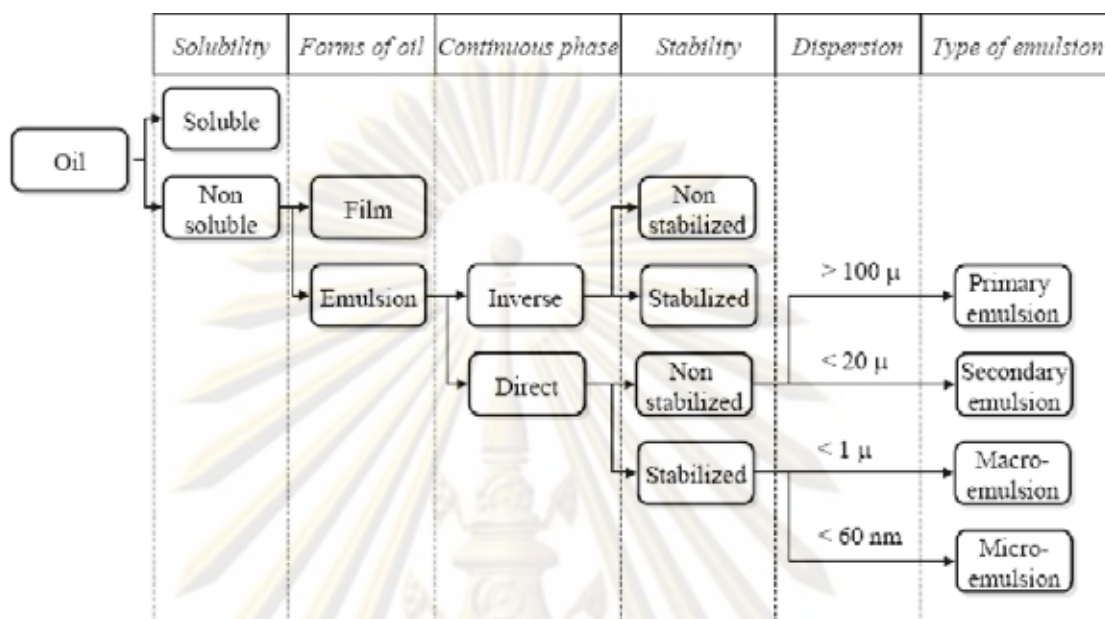 Solubility Forms of oil Continuous phase Stability Dispersion Type of emulsion
Oil
Soluble
Non
soluble
Film
Emulsion
Inverse
Direct
Non
stabilized
Stabilized
Non
stabilized
Stabilized
> 100 μ
< 20 μ
< 1 μ
< 60 nm
Primary
emulsion
Secondary
emulsion
Macro-
emulsion
Micro-
emulsion